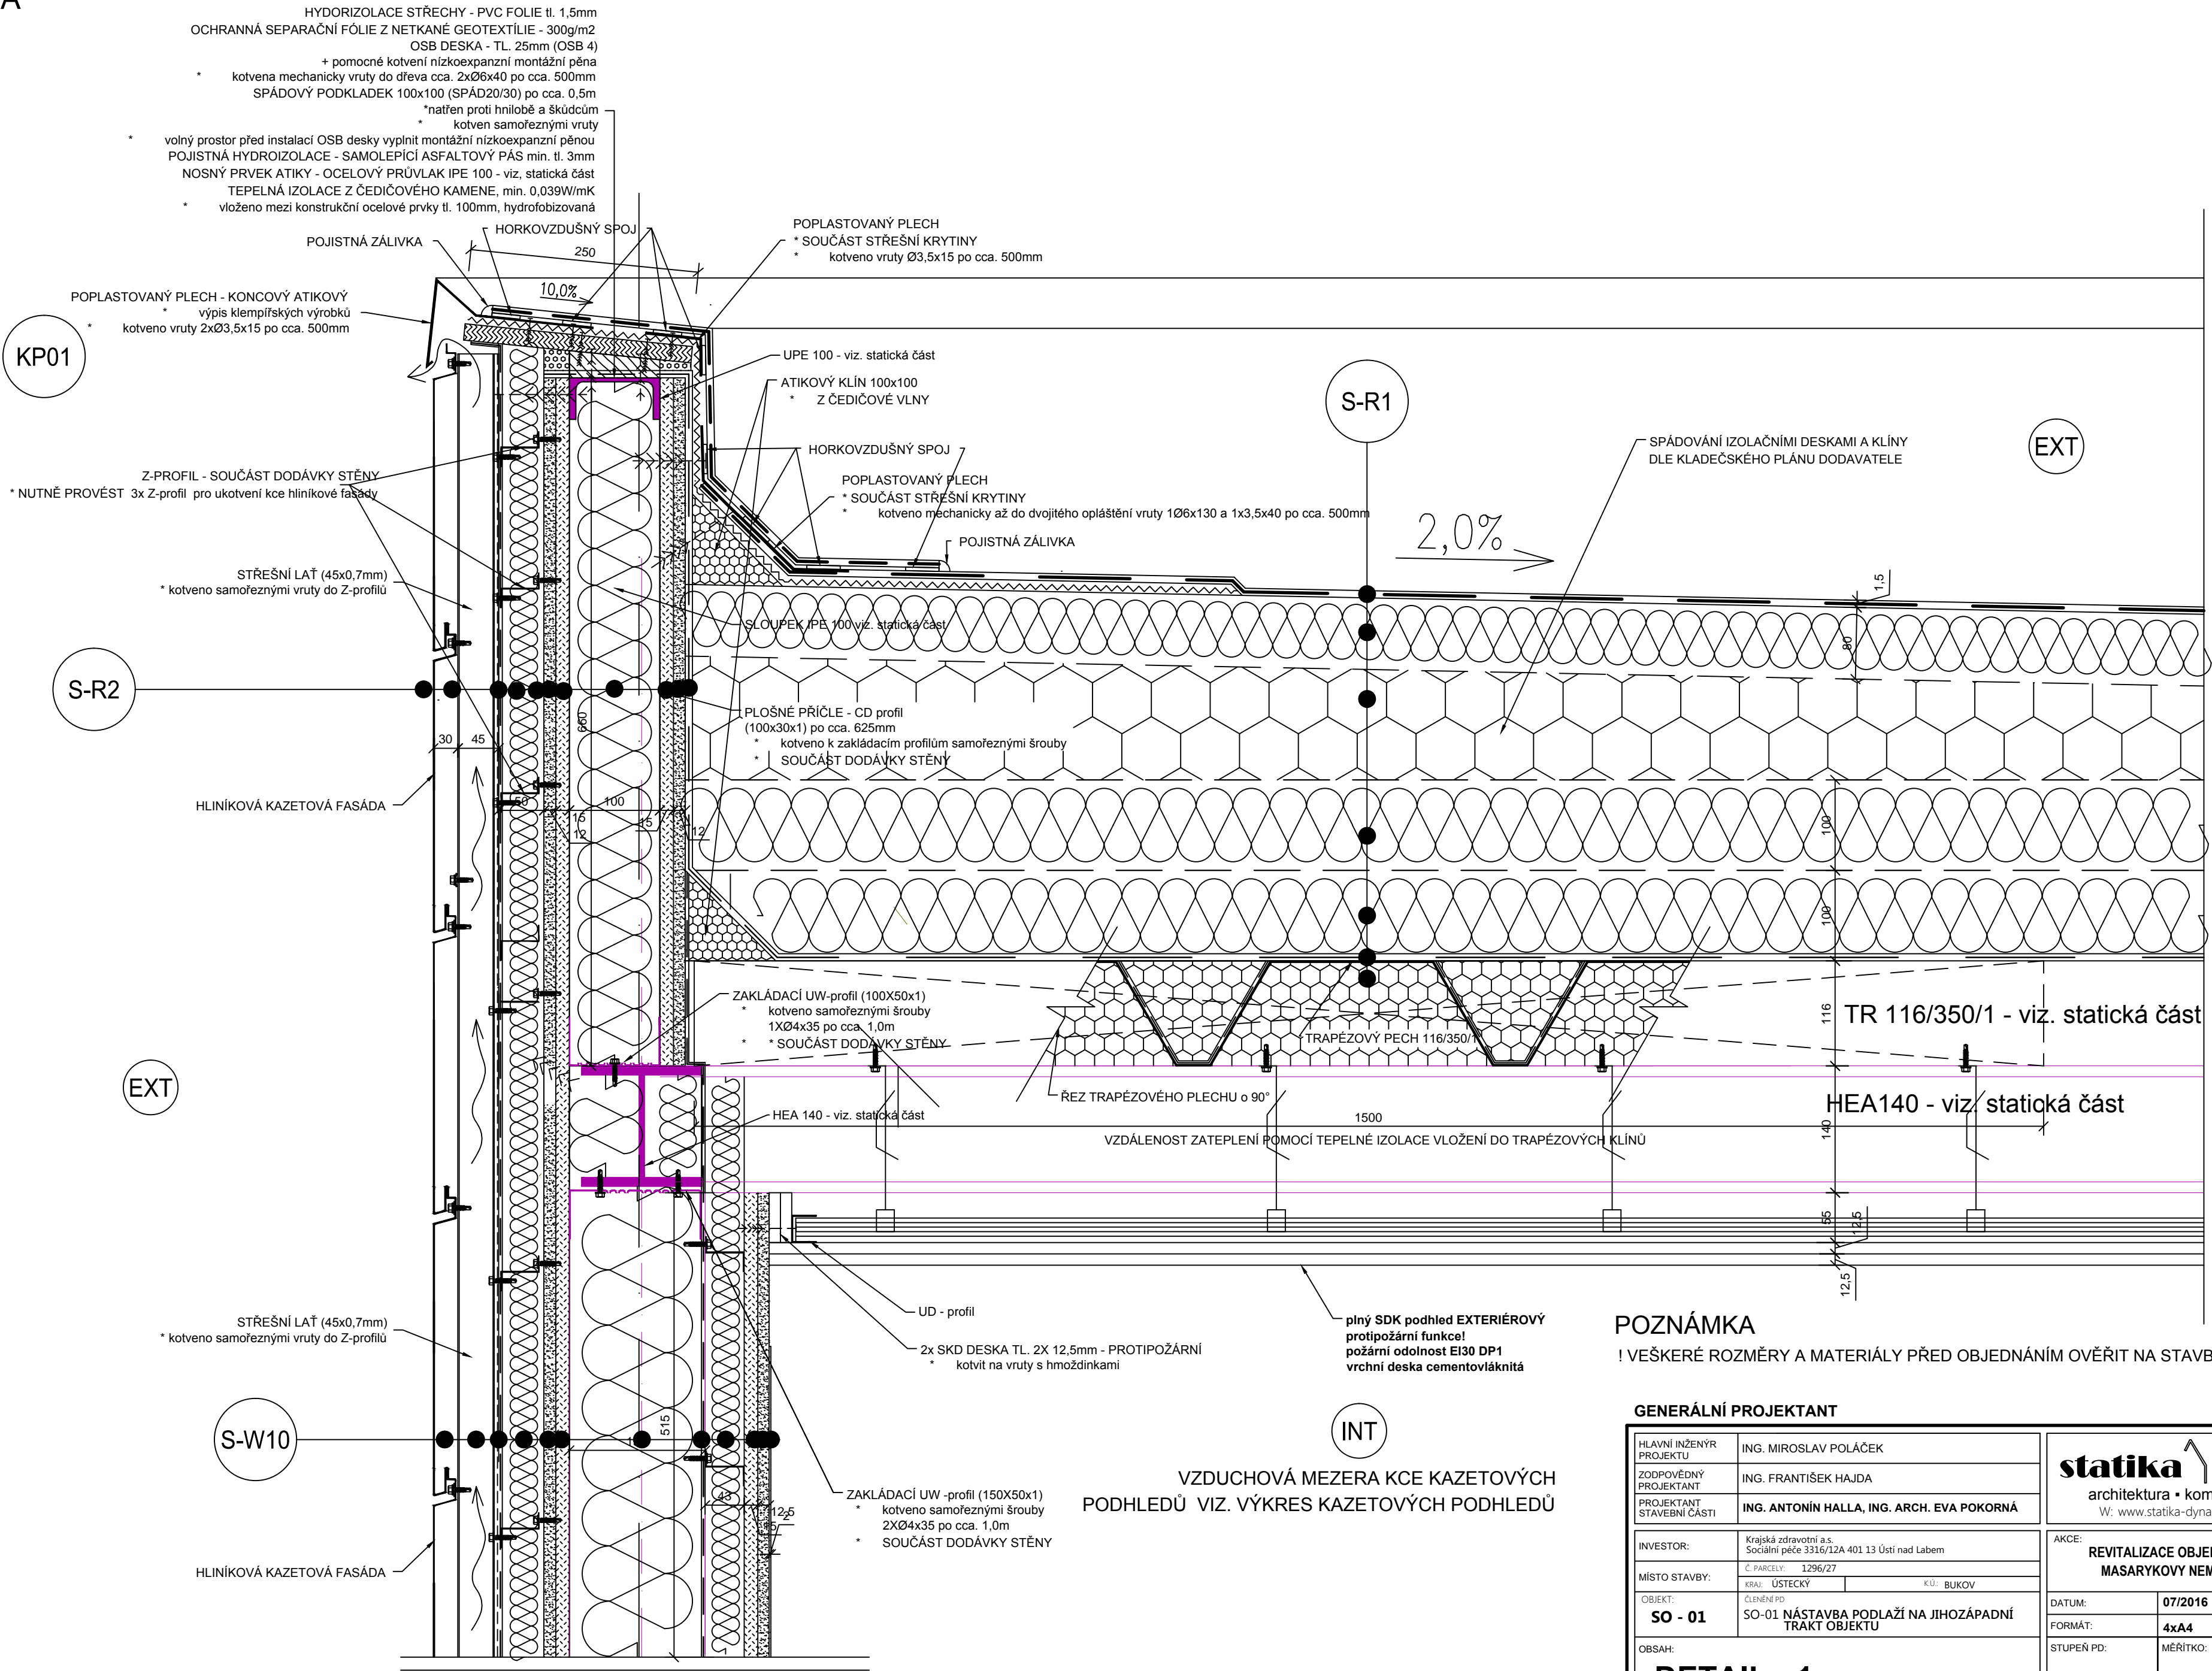 A
HYDORIZOLACE STŘECHY - PVC FOLIE tl. 1,5mm
OCHRANNÁ SEPARAČNÍ FÓLIE Z NETKANÉ GEOTEXTÍLIE - 300g/m2
OSB DESKA - TL. 25mm (OSB 4)
+ pomocné kotvení nízkoexpanzní montážní pěna
* kotvena mechanicky vruty do dřeva cca. 2xØ6x40 po cca. 500mm
SPÁDOVÝ PODKLADEK 100x100 (SPÁD20/30) po cca. 0,5m
*natřen proti hnilobě a škůdcům
* kotven samořeznými vruty
* volný prostor před instalací OSB desky vyplnit montážní nízkoexpanzní pěnou
POJISTNÁ HYDROIZOLACE - SAMOLEPÍCÍ ASFALTOVÝ PÁS min. tl. 3mm
NOSNÝ PRVEK ATIKY - OCELOVÝ PRŮVLAK IPE 100 - viz, statická část
TEPELNÁ IZOLACE Z ČEDIČOVÉHO KAMENE, min. 0,039W/mK
* vloženo mezi konstrukční ocelové prvky tl. 100mm, hydrofobizovaná
POJISTNÁ ZÁLIVKA
HORKOVZDUŠNÝ SPOJ
250
10,0%
POPLASTOVANÝ PLECH
* SOUČÁST STŘEŠNÍ KRYTINY
* kotveno vruty Ø3,5x15 po cca. 500mm
POPLASTOVANÝ PLECH - KONCOVÝ ATIKOVÝ
* výpis klempířských výrobků
* kotveno vruty 2xØ3,5x15 po cca. 500mm
KP01
UPE 100 - viz. statická část
ATIKOVÝ KLÍN 100x100
* Z ČEDIČOVÉ VLNY
S-R1
EXT
SPÁDOVÁNÍ IZOLAČNÍMI DESKAMI A KLÍNY
DLE KLADEČSKÉHO PLÁNU DODAVATELE
HORKOVZDUŠNÝ SPOJ
Z-PROFIL - SOUČÁST DODÁVKY STĚNY
* NUTNĚ PROVÉST 3x Z-profil pro ukotvení kce hliníkové fasády
POPLASTOVANÝ PLECH
* SOUČÁST STŘEŠNÍ KRYTINY
* kotveno mechanicky až do dvojitého opláštění vruty 1Ø6x130 a 1x3,5x40 po cca. 500mm
2,0%
POJISTNÁ ZÁLIVKA
STŘEŠNÍ LAŤ (45x0,7mm)
* kotveno samořeznými vruty do Z-profilů
1,5
80
SLOUPEK IPE 100 viz. statická část
S-R2
660
30
45
PLOŠNÉ PŘÍČLE - CD profil
(100x30x1) po cca. 625mm
* kotveno k zakládacím profilům samořeznými šrouby
* SOUČÁST DODÁVKY STĚNY
HLINÍKOVÁ KAZETOVÁ FASÁDA
50
100
15
12
15
12
100
100
ZAKLÁDACÍ UW-profil (100X50x1)
* kotveno samořeznými šrouby
1XØ4x35 po cca. 1,0m
* * SOUČÁST DODÁVKY STĚNY
TRAPÉZOVÝ PECH 116/350/1
116
TR 116/350/1 - viz. statická část
EXT
ŘEZ TRAPÉZOVÉHO PLECHU o 90°
HEA 140 - viz. statická část
1500
HEA140 - viz. statická část
140
VZDÁLENOST ZATEPLENÍ POMOCÍ TEPELNÉ IZOLACE VLOŽENÍ DO TRAPÉZOVÝCH KLÍNŮ
55
12,5
12,5
UD - profil
STŘEŠNÍ LAŤ (45x0,7mm)
* kotveno samořeznými vruty do Z-profilů
2x SKD DESKA TL. 2X 12,5mm - PROTIPOŽÁRNÍ
* kotvit na vruty s hmoždinkami
plný SDK podhled EXTERIÉROVÝ
protipožární funkce!
požární odolnost EI30 DP1
vrchní deska cementovláknitá
POZNÁMKA
! VEŠKERÉ ROZMĚRY A MATERIÁLY PŘED OBJEDNÁNÍM OVĚŘIT NA STAVB
S-W10
515
INT
VZDUCHOVÁ MEZERA KCE KAZETOVÝCH
PODHLEDŮ VIZ. VÝKRES KAZETOVÝCH PODHLEDŮ
43
12,5
15
ZAKLÁDACÍ UW -profil (150X50x1)
* kotveno samořeznými šrouby
2XØ4x35 po cca. 1,0m
* SOUČÁST DODÁVKY STĚNY
HLINÍKOVÁ KAZETOVÁ FASÁDA
GENERÁLNÍ PROJEKTANT
HLAVNÍ INŽENÝR PROJEKTU
ING. MIROSLAV POLÁČEK
ZODPOVĚDNÝ PROJEKTANT
ING. FRANTIŠEK HAJDA
PROJEKTANT STAVEBNÍ ČÁSTI
ING. ANTONÍN HALLA, ING. ARCH. EVA POKORNÁ
statika
architektura ▪ kom
W: www.statika-dyna
INVESTOR:
Krajská zdravotní a.s.
Sociální péče 3316/12A 401 13 Ústí nad Labem
MÍSTO STAVBY:
Č. PARCELY: 1296/27
KRAJ: ÚSTECKÝ
K.Ú.: BUKOV
AKCE:
REVITALIZACE OBJE
MASARYKOVY NEM
OBJEKT:
SO - 01
ČLENĚNÍ PD
SO-01 NÁSTAVBA PODLAŽÍ NA JIHOZÁPADNÍ
TRAKT OBJEKTU
DATUM:
07/2016
FORMÁT:
4xA4
OBSAH:
STUPEŇ PD:
MĚŘÍTKO: